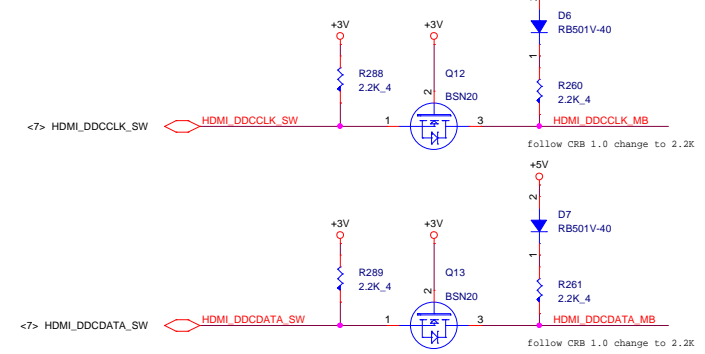 D6
RB501V-40
+3V
+3V
1
R288
2.2K_4
Q12
BSN20
2
R260
2.2K_4
<7> HDMI_DDCCLK_SW
HDMI_DDCCLK_SW
1
3
HDMI_DDCCLK_MB
follow CRB 1.0 change to 2.2K
+5V
2
D7
RB501V-40
+3V
+3V
1
R289
2.2K_4
Q13
BSN20
2
R261
2.2K_4
<7> HDMI_DDCDATA_SW
HDMI_DDCDATA_SW
1
3
HDMI_DDCDATA_MB
follow CRB 1.0 change to 2.2K